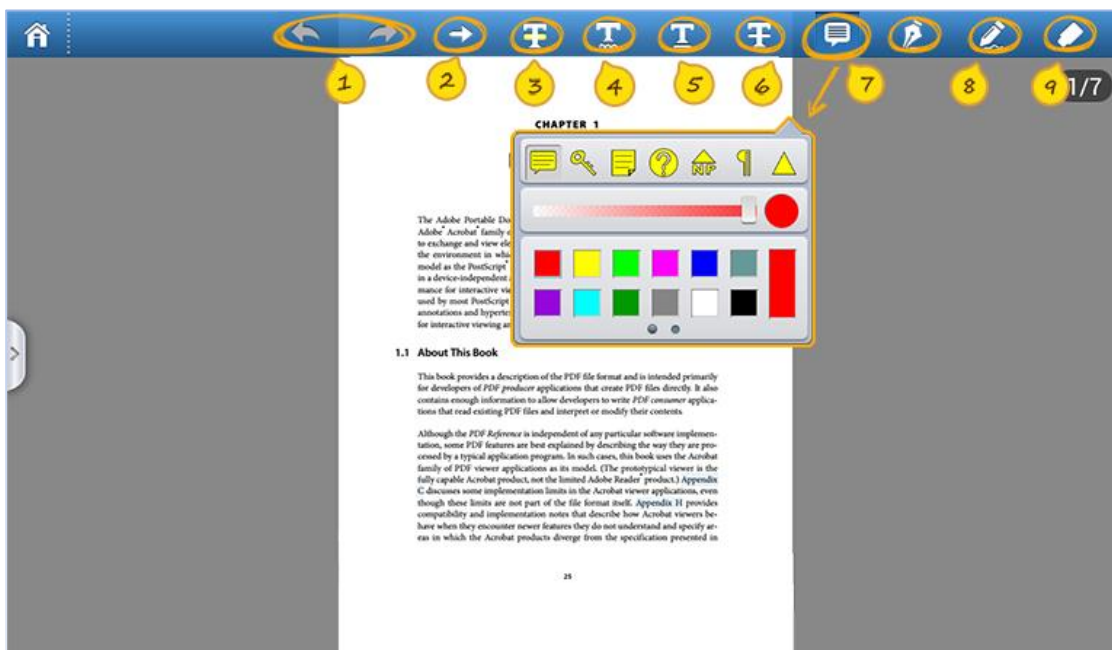 1 2 3 4 5 6 7 8 9 1/7
CHAPTER 1
NP
The Adobe Portable
Adobe Acrobat family
to exchange and view
the environment in
model as the PostScript
in a device-independent
mance for interactive
used by most PostScript
annotations and
for interactive viewing
1.1 About This Book
This book provides a description of the PDF file format and is intended primarily
for developers of PDF producer applications that create PDF files directly. It also
contains enough information to allow developers to write PDF consumer applica-
tions that read existing PDF files and interpret or modify their contents.
Although the PDF Reference is independent of any particular software implemen-
tation, some PDF features are best explained by describing the way they are pro-
cessed by a typical application program. In such cases, this book uses the Acrobat
family of PDF viewer applications as its model. (The prototypical viewer is the
fully capable Acrobat product, not the limited Adobe Reader product.) Appendix
C discusses some implementation limits in the Acrobat viewer applications, even
though these limits are not part of the file format itself. Appendix H provides
compatibility and implementation notes that describe how Acrobat viewers be-
have when they encounter newer features they do not understand and specify ar-
eas in which the Acrobat products diverge from the specification presented in
25